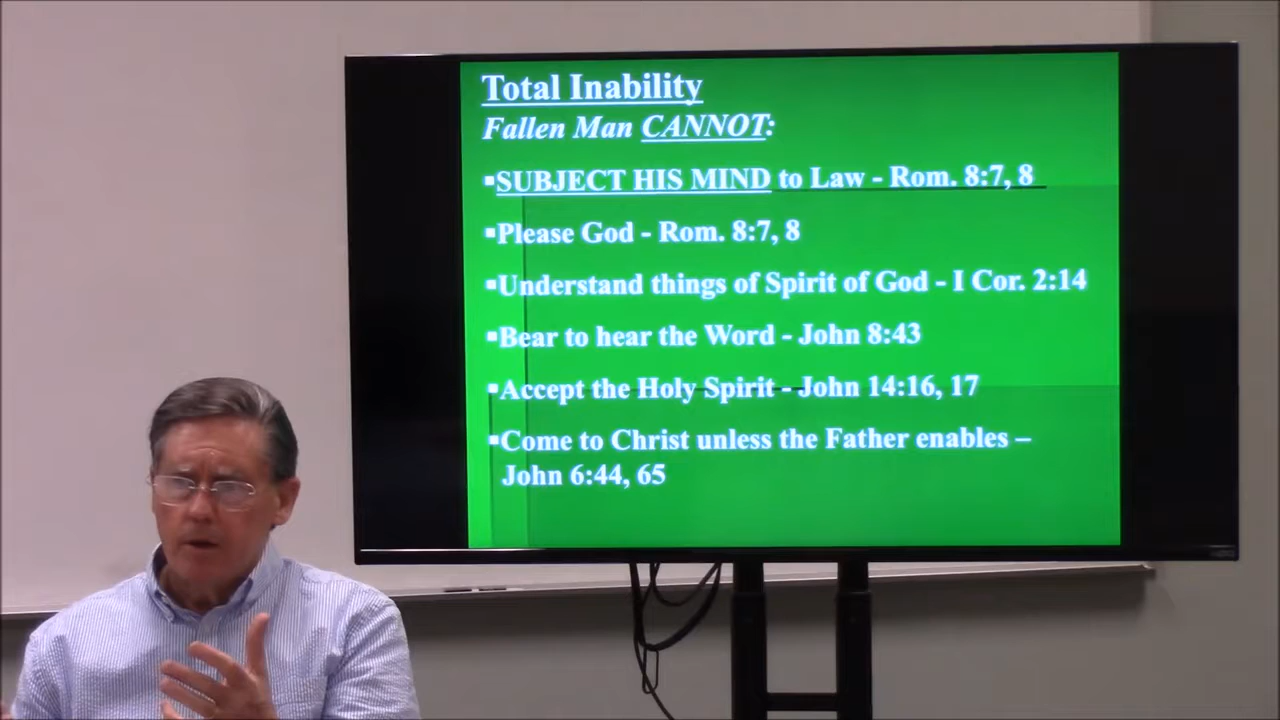 Total Inability
Fallen Man CANNOT:
▪SUBJECT HIS MIND to Law - Rom. 8:7, 8
▪Please God - Rom. 8:7, 8
▪Understand things of Spirit of God - I Cor. 2:14
▪Bear to hear the Word - John 8:43
▪Accept the Holy Spirit - John 14:16, 17
▪Come to Christ unless the Father enables –
John 6:44, 65